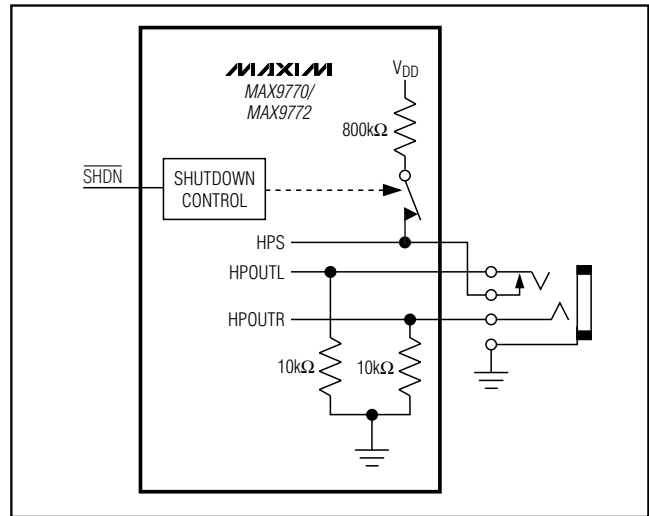 MAXIM
MAX9770/
MAX9772
VDD
800kΩ
SHDN
SHUTDOWN
CONTROL
HPS
HPOUTL
HPOUTR
10kΩ 10kΩ